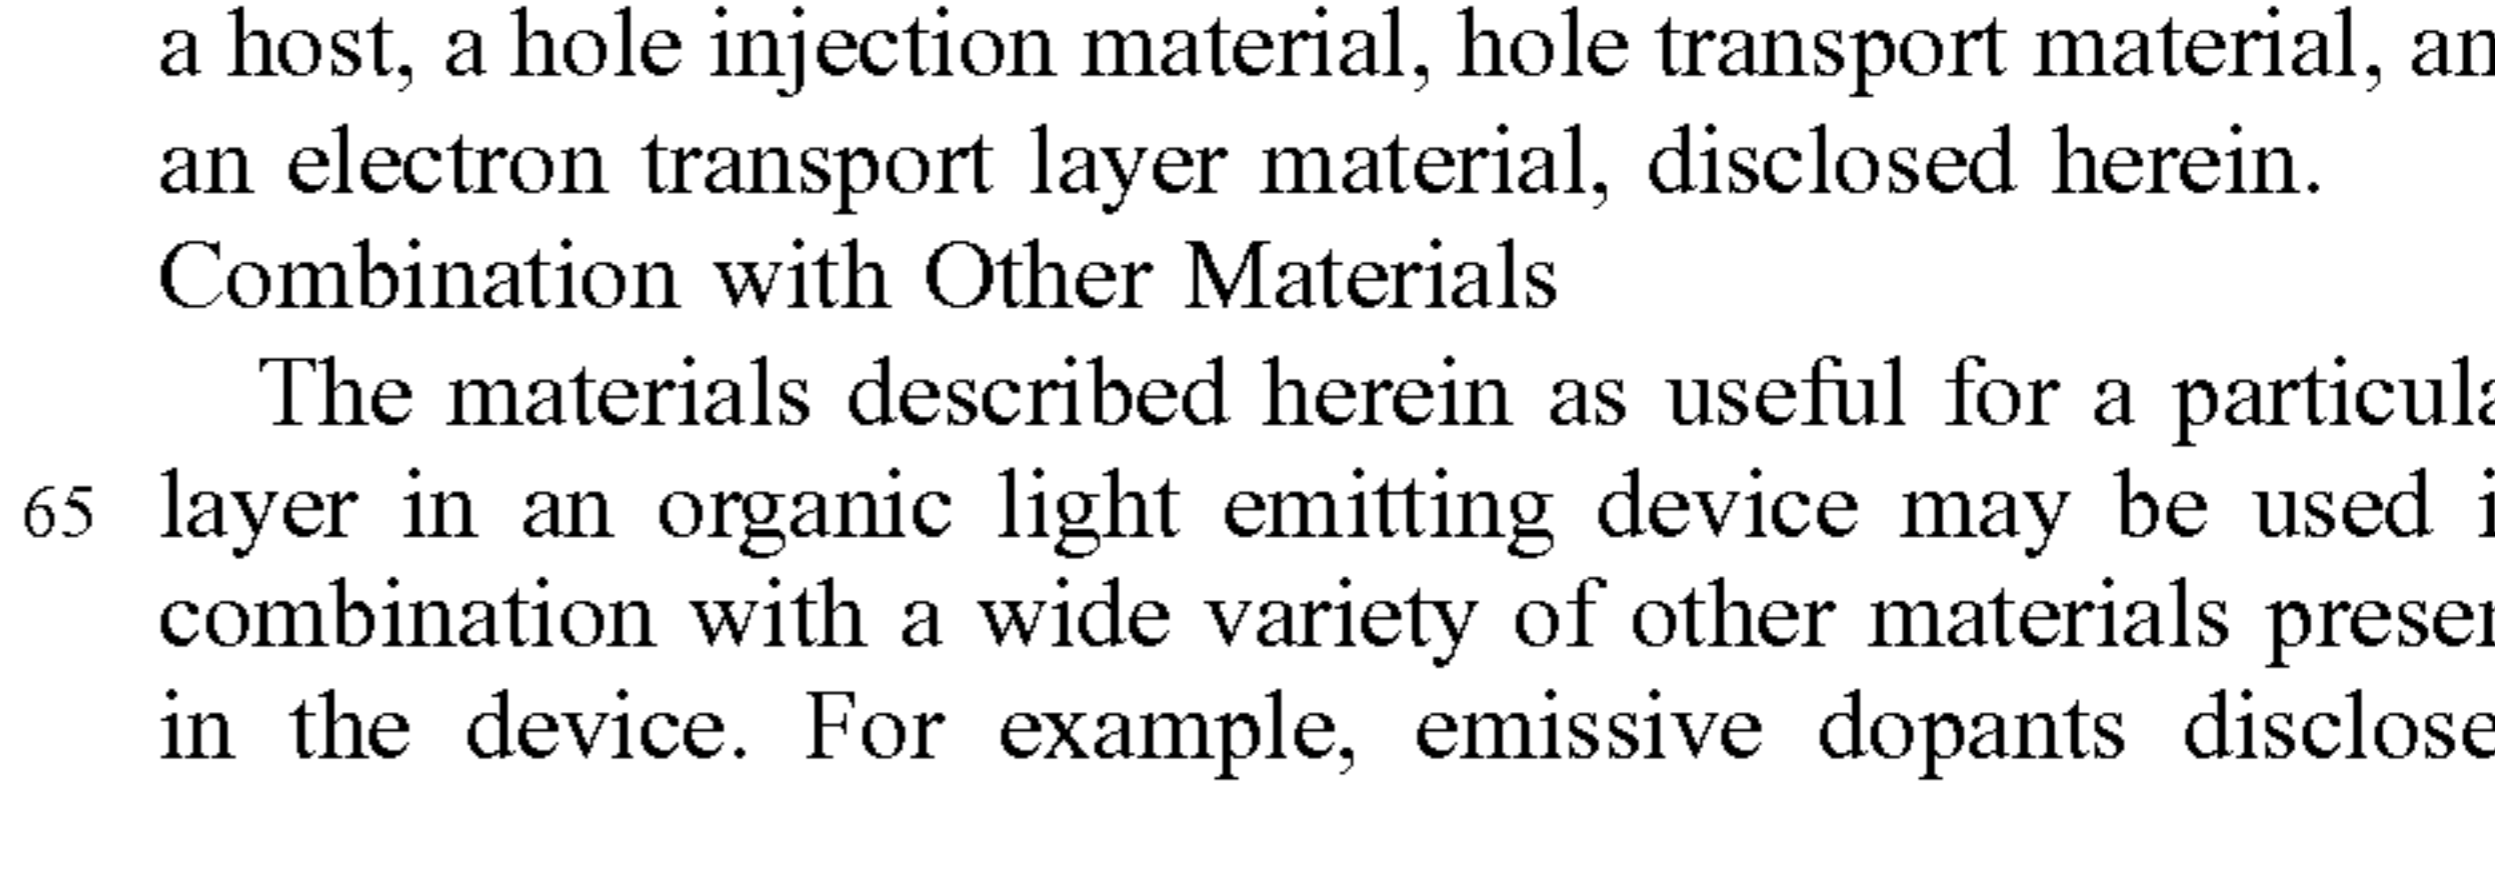 a host, a hole injection material, hole transport material, an
an electron transport layer material, disclosed herein.
Combination with Other Materials
The materials described herein as useful for a particula
65 layer in an organic light emitting device may be used i
combination with a wide variety of other materials presen
in the device. For example, emissive dopants disclose